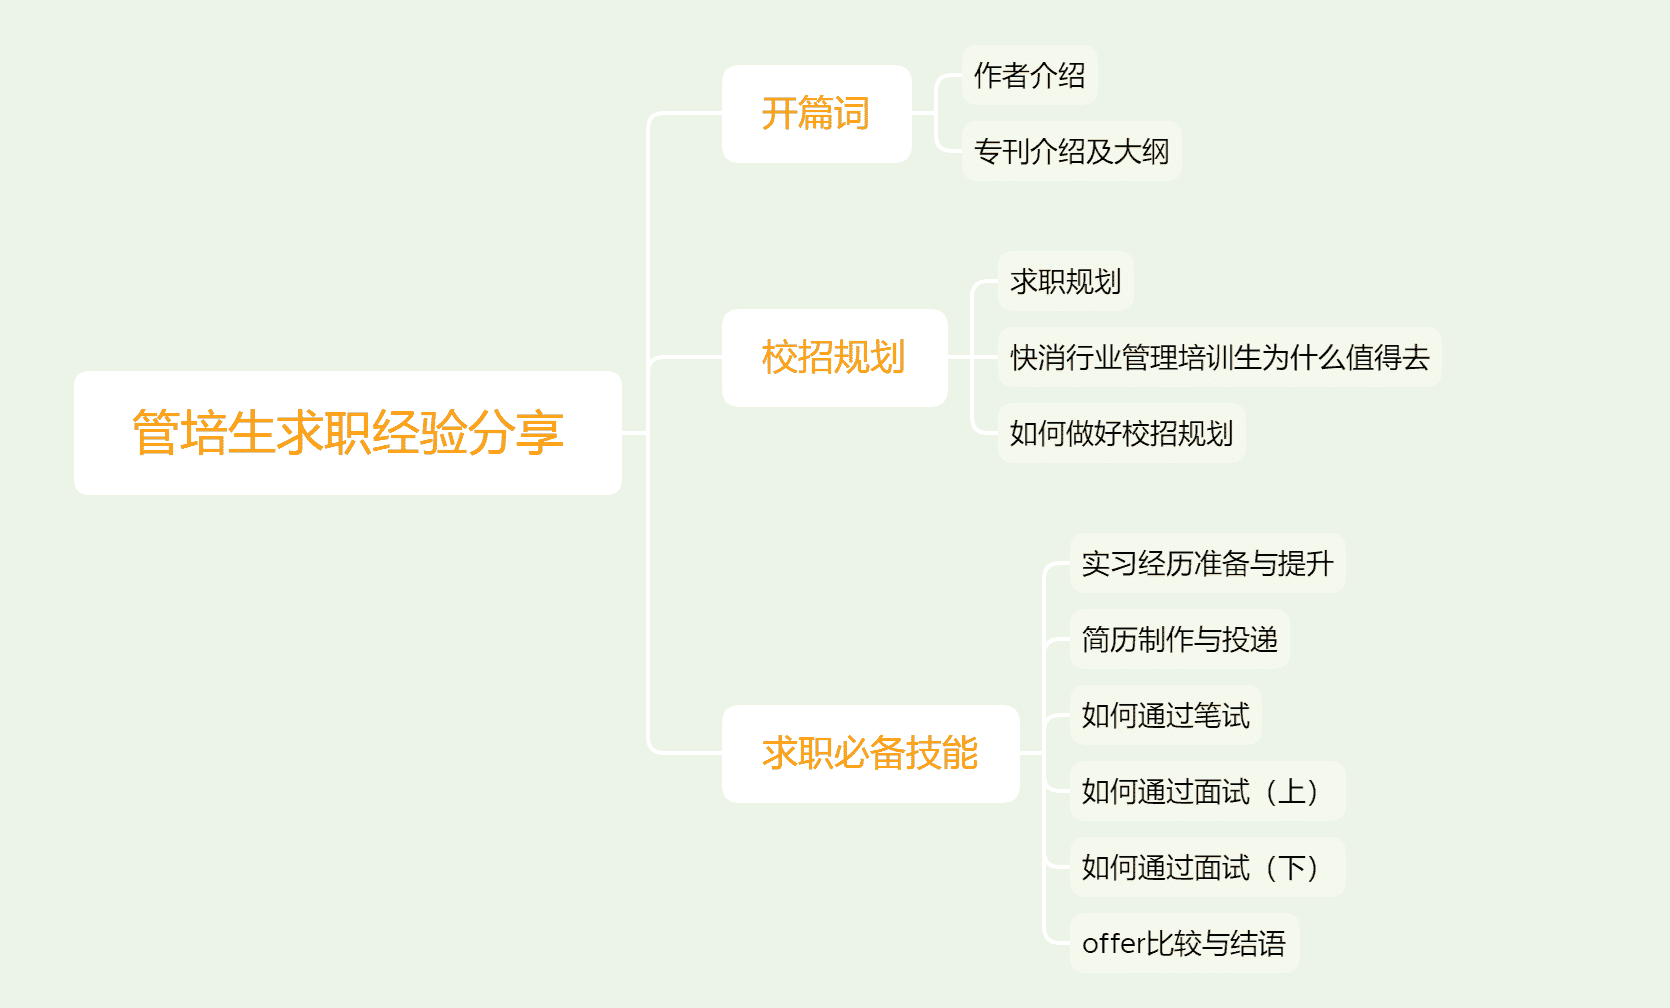 管培生求职经验分享
开篇词
作者介绍
专刊介绍及大纲
校招规划
求职规划
快消行业管理培训生为什么值得去
如何做好校招规划
求职必备技能
实习经历准备与提升
简历制作与投递
如何通过笔试
如何通过面试（上）
如何通过面试（下）
offer比较与结语